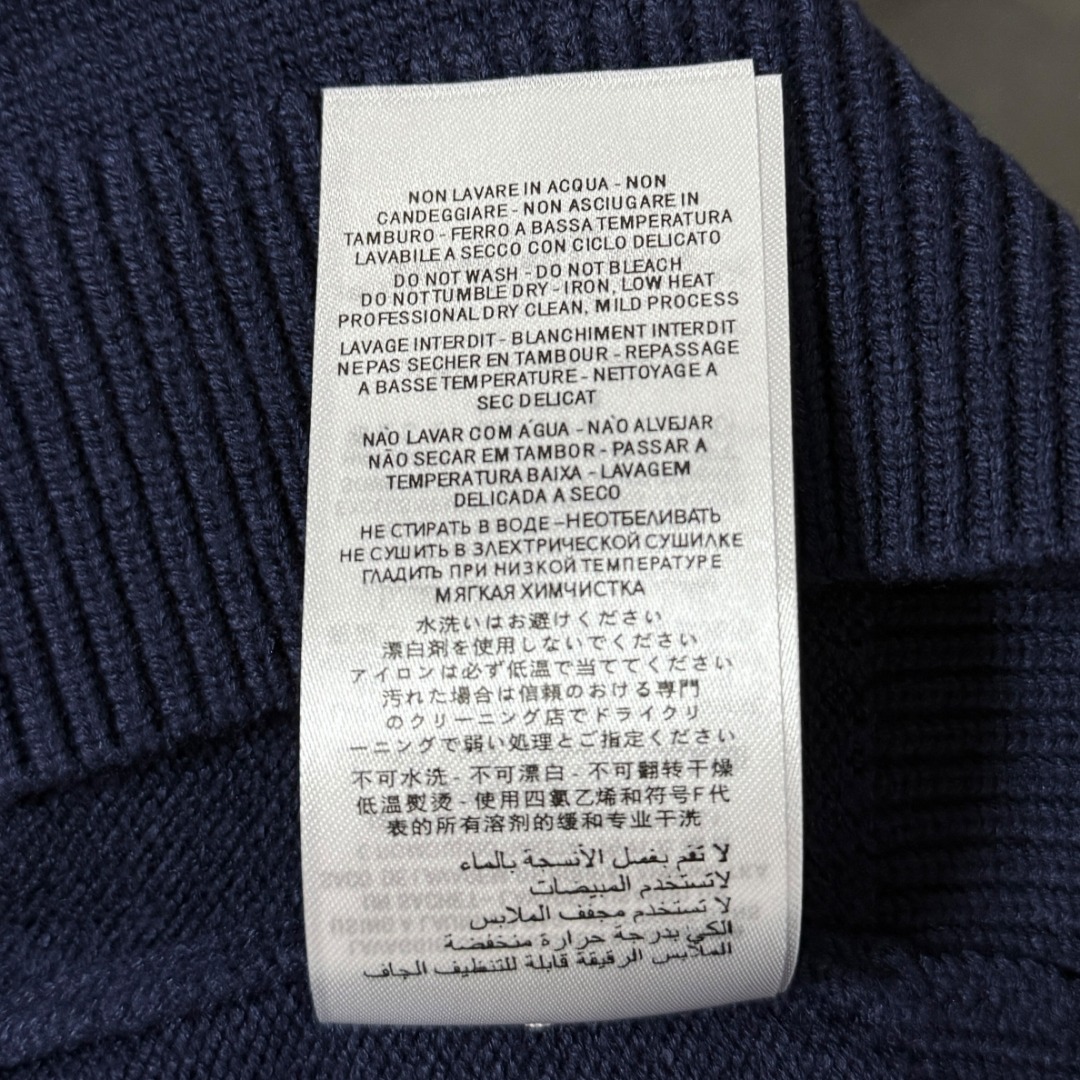 NON LAVARE IN ACQUA - NON
CANDEGGIARE - NON ASCIUGARE IN
TAMBURO - FERRO A BASSA TEMPERATURA
LAVABILE A SECCO CON CICLO DELICATO
DO NOT WASH - DO NOT BLEACH
DO NOT TUMBLE DRY - IRON, LOW HEAT
PROFESSIONAL DRY CLEAN, MILD PROCESS
LAVAGE INTERDIT - BLANCHIMENT INTERDIT
NE PAS SECHER EN TAMBOUR - REPASSAGE
A BASSE TEMPERATURE - NETTOYAGE A
SEC DELICAT
NÀO LAVAR COM ÁGUA - NÀO ALVEJAR
NÃO SECAR EM TAMBOR - PASSAR A
TEMPERATURA BAIXA - LAVAGEM
DELICADA A SECO
НЕ СТИРАТЬ В ВОДЕ – НЕОТБЕЛИВАТЬ
НЕ СУШИТЬ В ЗЛЕХТРИЧЕСКОЙ СУШИЛКЕ
ГЛАДИТЬ ПРИ НИЗКОЙ ТЕМПЕРАТУРЕ
МЯГКАЯ ХИМЧИСТКА
水洗いはお避けください
漂白剤を使用しないでください
アイロンは必ず低温で当ててください
汚れた場合は信頼のおける専門
のクリーニング店でドライクリ
ーニングで弱い処理とご指定ください
不可水洗 - 不可漂白 - 不可翻转干燥
低温熨烫 - 使用四氯乙烯和符号F代
表的所有溶剂的缓和专业干洗
لا تقم بغسل الأنسجة بالماء
لاتستخدم المبيضات
لا تستخدم مجفف الملابس
الكي بدرجة حرارة منخفضة
الملابس الرقيقة قابلة للتنظيف الجاف